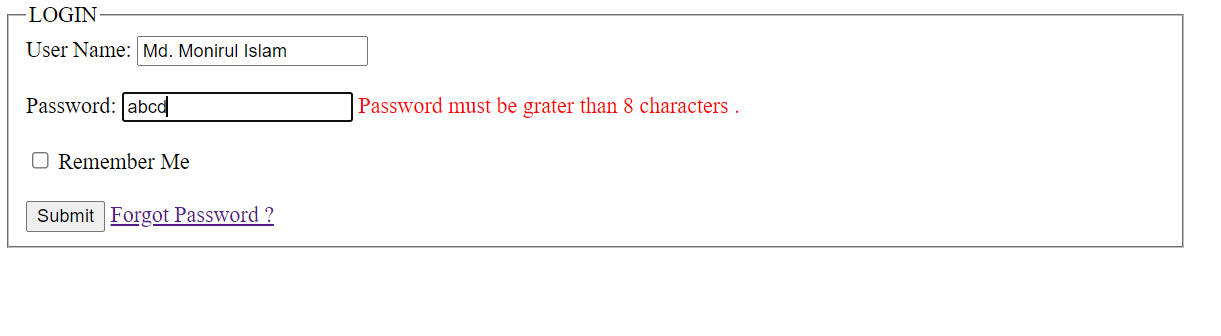 LOGIN
User Name: Md. Monirul Islam
Password: abcd Password must be grater than 8 characters .
Remember Me
Submit Forgot Password ?